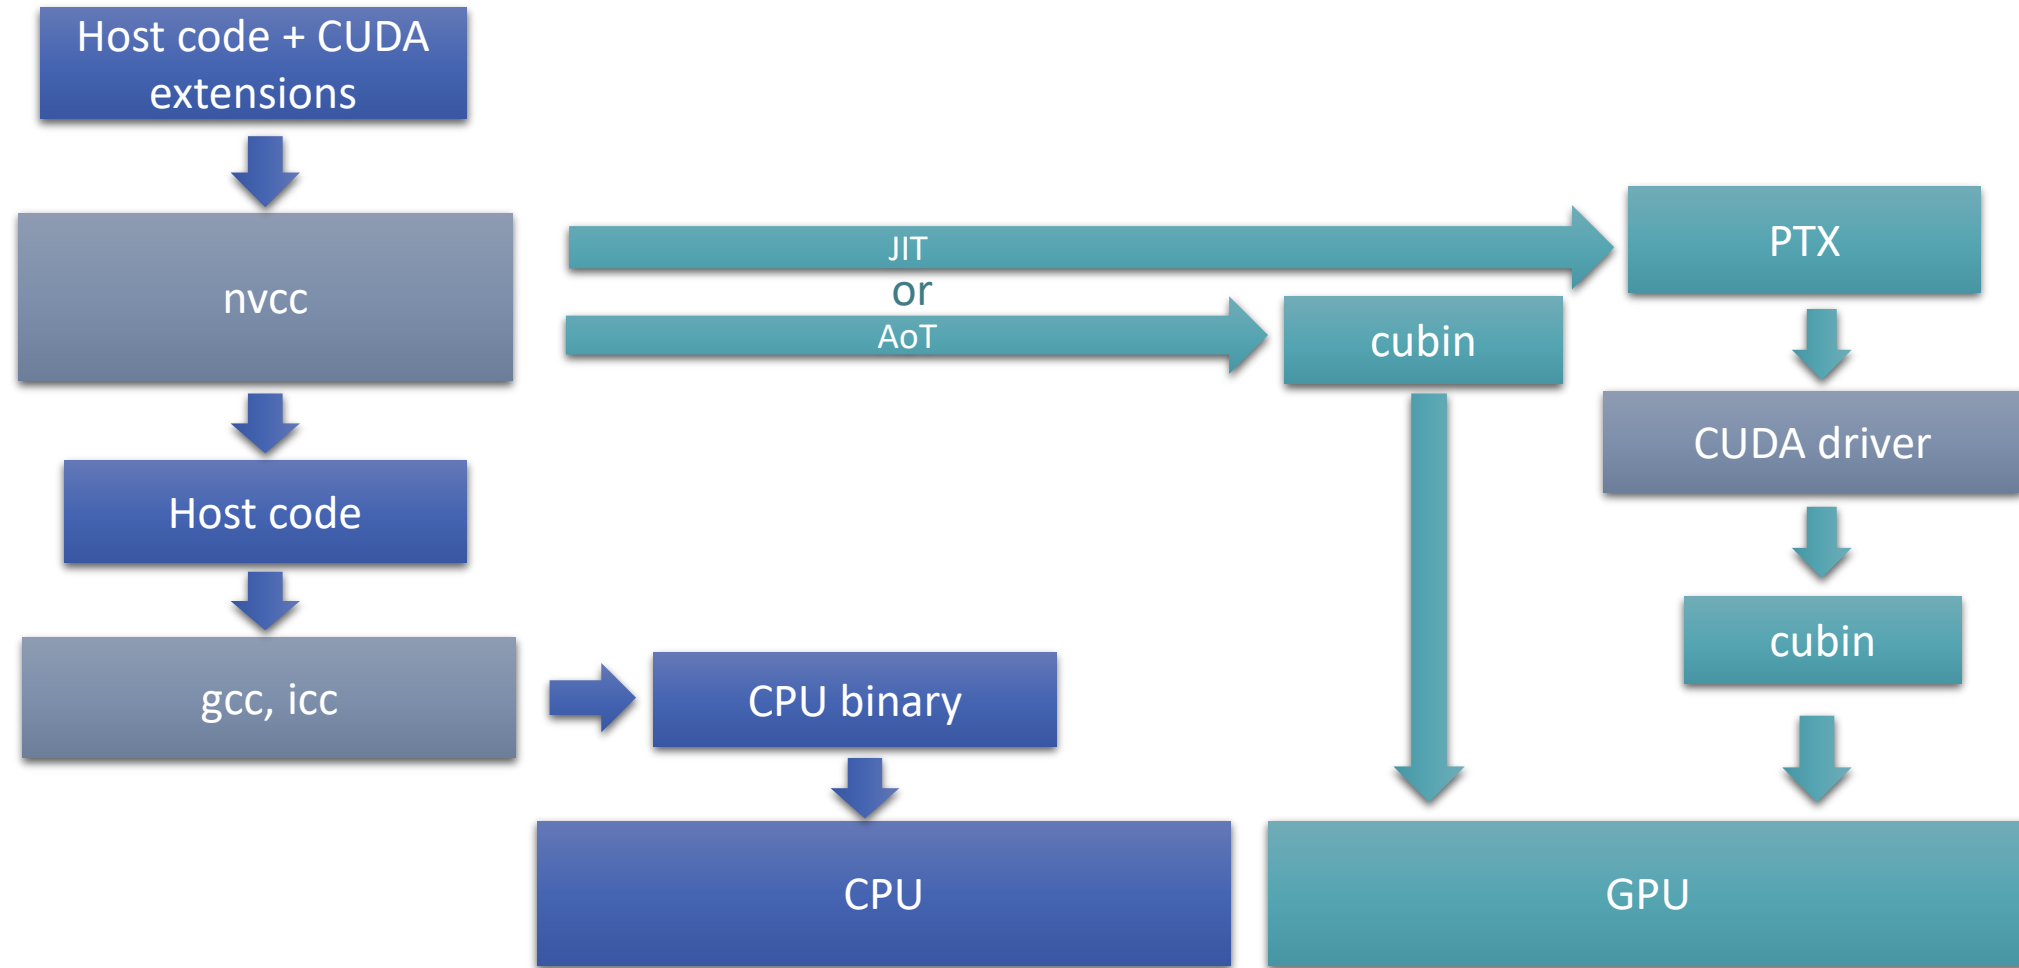 Host code + CUDA
extensions
nvcc
JIT
or
AoT
cubin
PTX
CUDA driver
cubin
Host code
gcc, icc
CPU binary
CPU
GPU